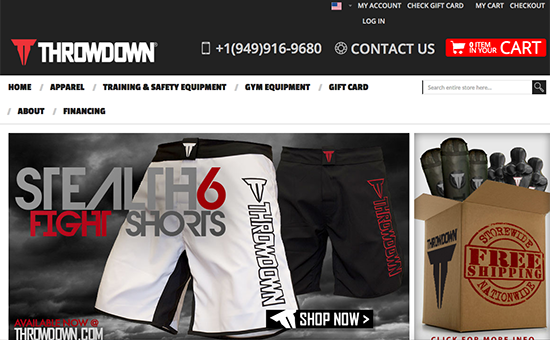 MY ACCOUNT CHECK GIFT CARD MY CART CHECKOUT
LOG IN
THROWDOWN +1(949)916-9680 CONTACT US 0 ITEM IN YOUR CART
HOME / APPAREL / TRAINING & SAFETY EQUIPMENT / GYM EQUIPMENT / GIFT CARD
Search entire store here...
/ ABOUT / FINANCING
STEALTH6
FIGHT SHORTS
THROWDOWN
THROWDOWN
AVAILABLE NOW @
THROWDOWN.COM
SHOP NOW >
THROWDOWN
STOREWIDE
FREE
SHIPPING
NATIONWIDE
CLICK FOR MORE INFO